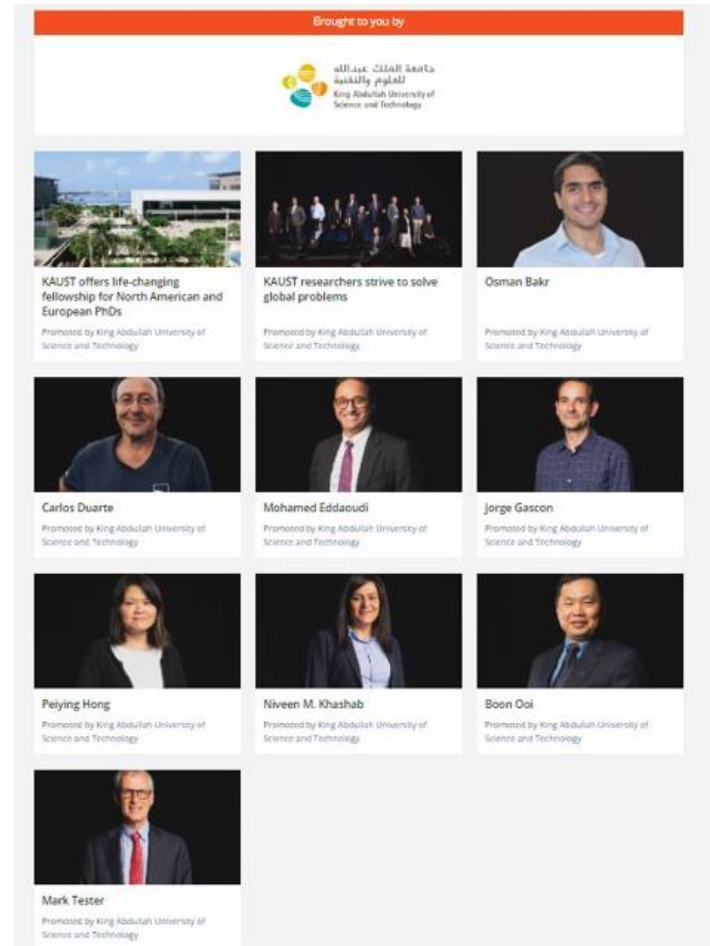 Brought to you by
جامعة الملك عبدالله
للعلوم والتقنية
King Abdullah University of
Science and Technology
KAUST offers life-changing
fellowship for North American and
European PhDs
Promoted by King Abdullah University of
Science and Technology
KAUST researchers strive to solve
global problems
Promoted by King Abdullah University of
Science and Technology
Osman Bakr
Promoted by King Abdullah University of
Science and Technology
Carlos Duarte
Promoted by King Abdullah University of
Science and Technology
Mohamed Eddaoudi
Promoted by King Abdullah University of
Science and Technology
Jorge Gascon
Promoted by King Abdullah University of
Science and Technology
Peiying Hong
Promoted by King Abdullah University of
Science and Technology
Niveen M. Khashab
Promoted by King Abdullah University of
Science and Technology
Boon Ooi
Promoted by King Abdullah University of
Science and Technology
Mark Tester
Promoted by King Abdullah University of
Science and Technology